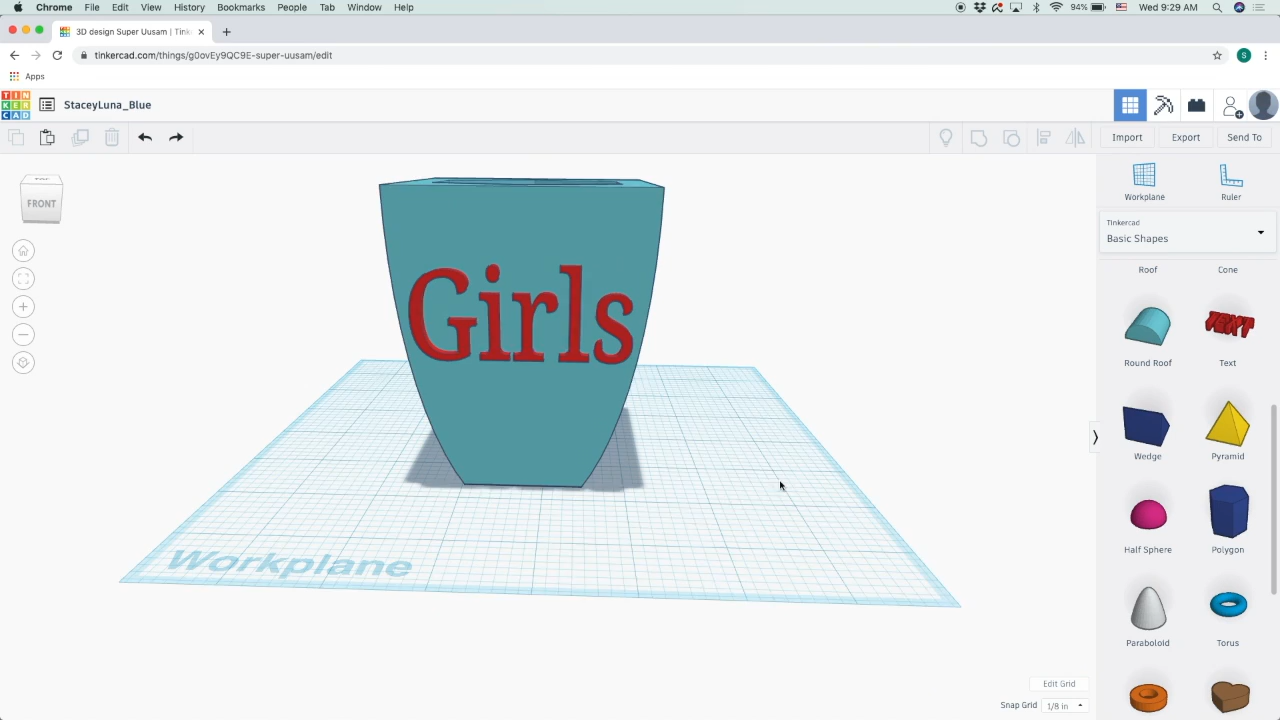 Chrome File Edit View History Bookmarks People Tab Window Help
94% Wed 9:29 AM
3D design Super Uusam | Tink
tinkercad.com/things/g0ovEy9QC9E-super-uusam/edit
S
Apps
TIN
KER
CAD
StaceyLuna_Blue
Import Export Send To
TOP
FRONT
Workplane Ruler
Tinkercad
Basic Shapes
Roof Cone
TEXT
Round Roof Text
Wedge Pyramid
Half Sphere Polygon
Paraboloid Torus
Girls
Workplane
Edit Grid
Snap Grid 1/8 in